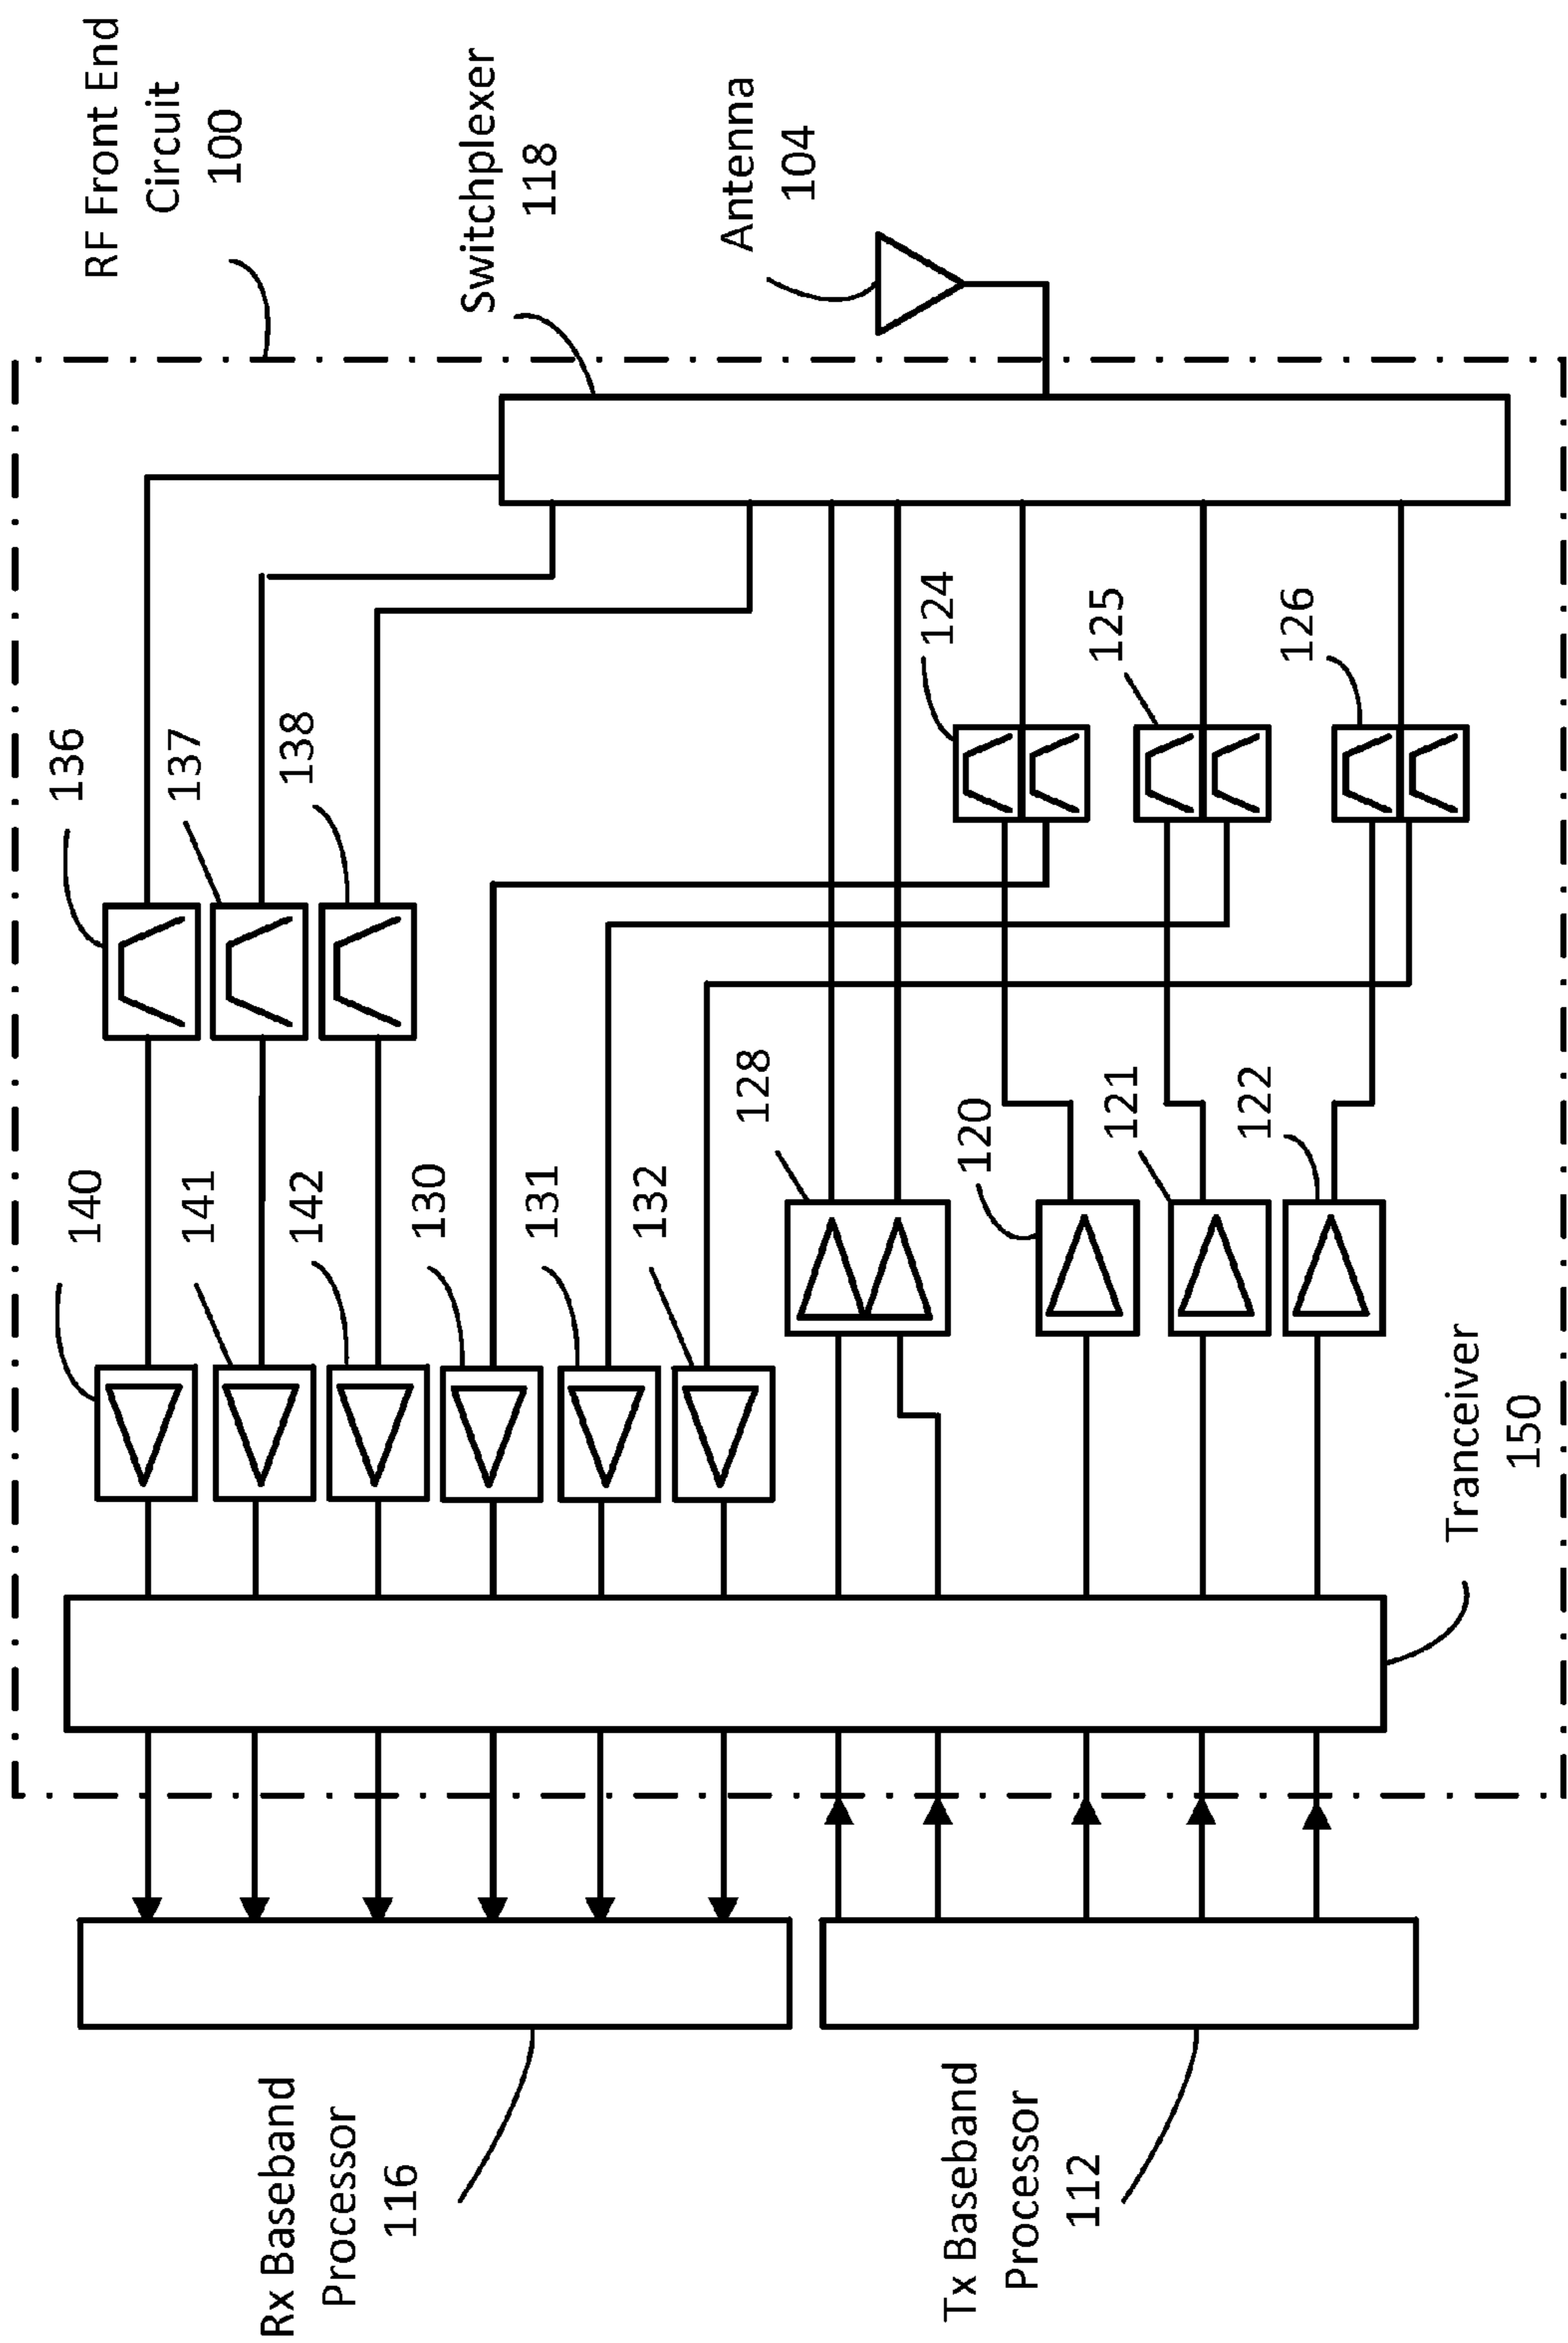 RF Front End
Circuit
100
Switchplexer
118
Antenna
104
136
137
138
124
125
126
140
141
142
130
131
132
128
120
121
122
Tranceiver
150
Rx Baseband
Processor
116
Tx Baseband
Processor
112